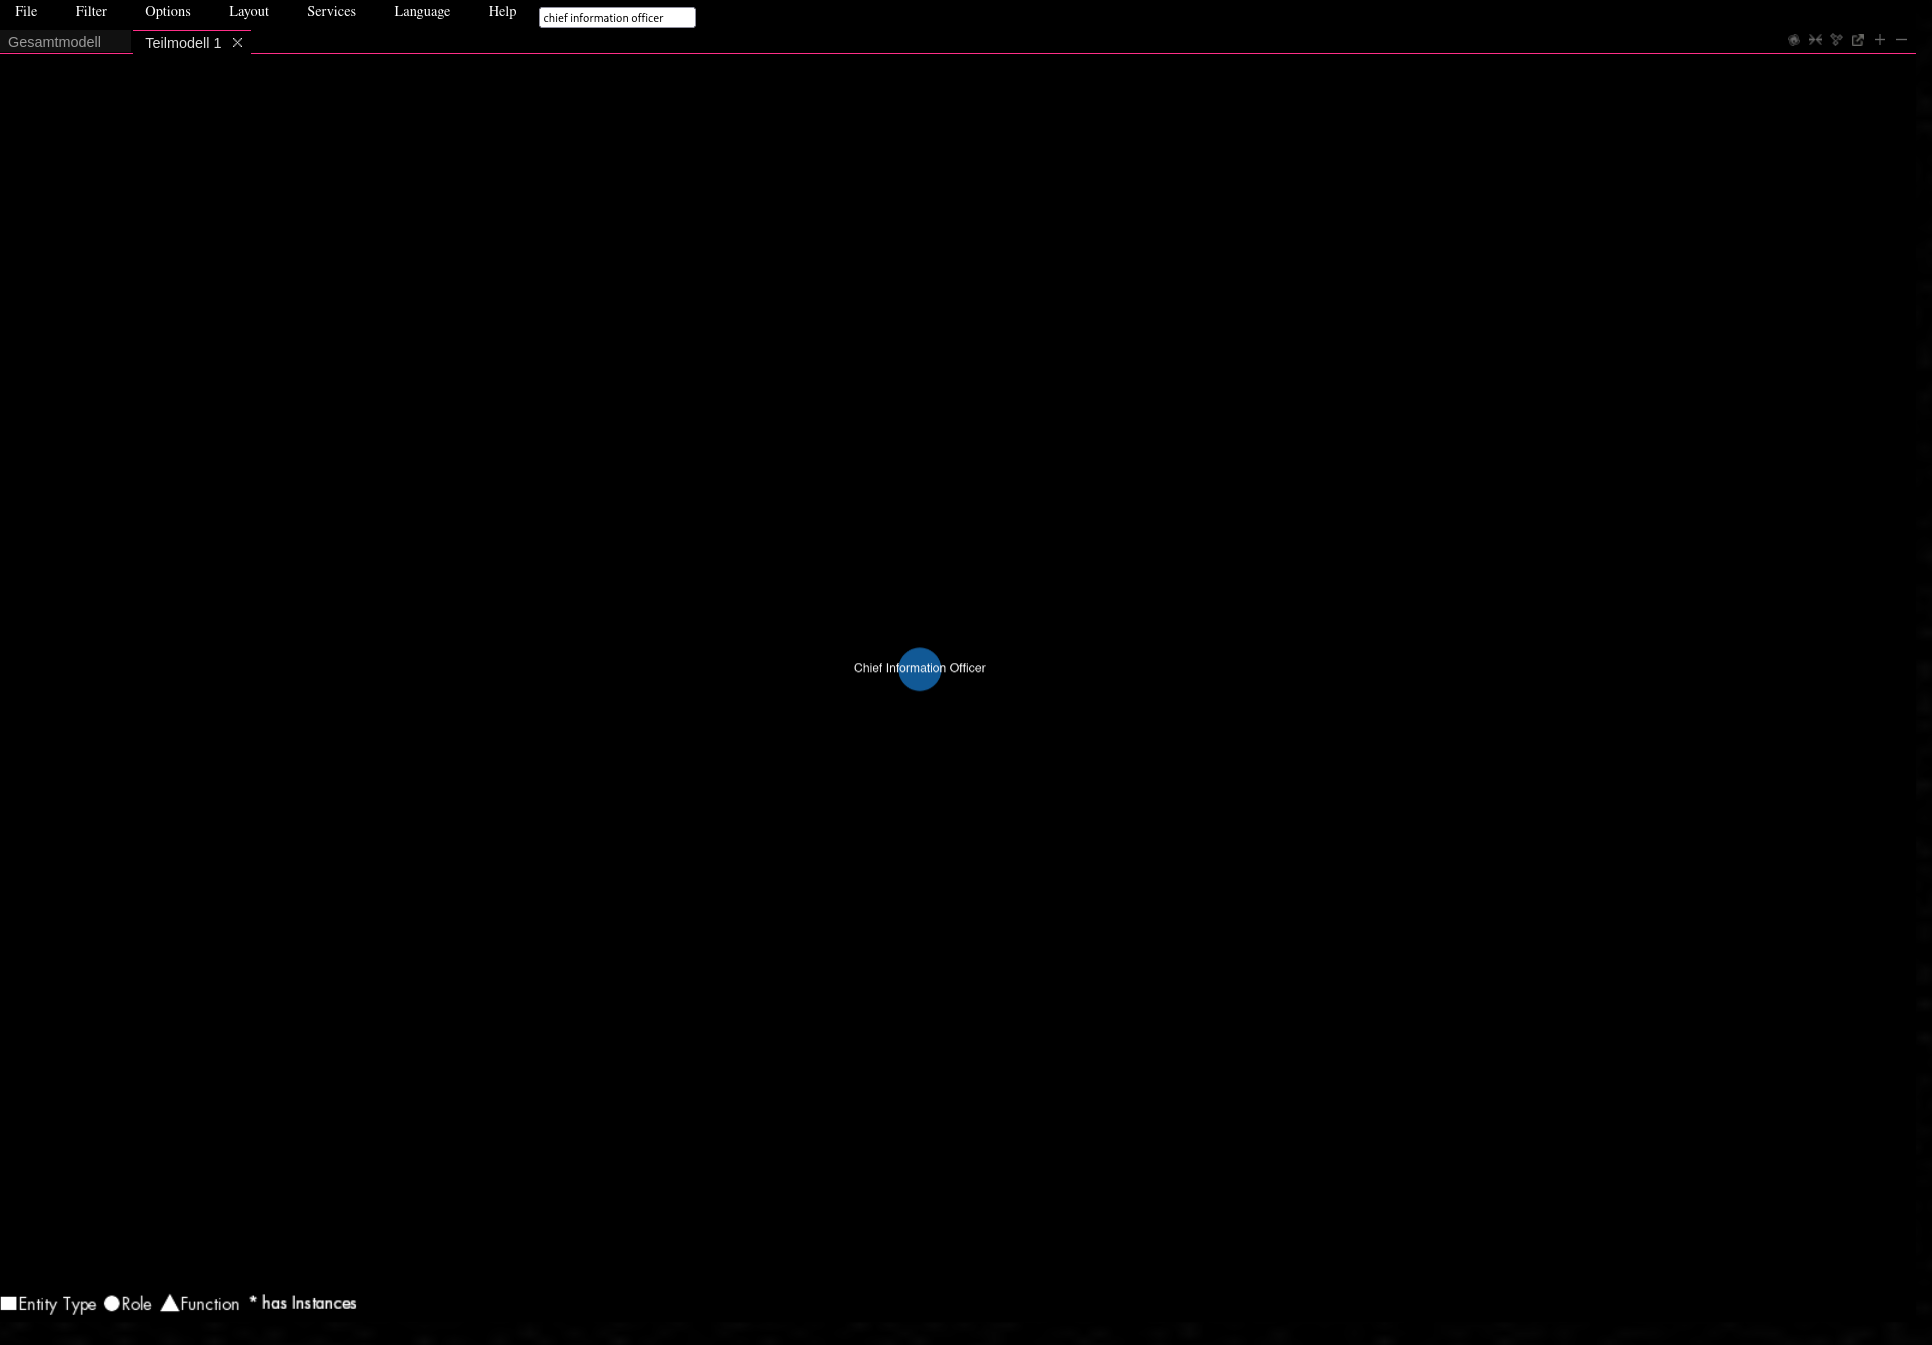 File Filter Options Layout Services Language Help chief information officer
Gesamtmodell Teilmodell 1
Chief Information Officer
Entity Type Role Function * has Instances